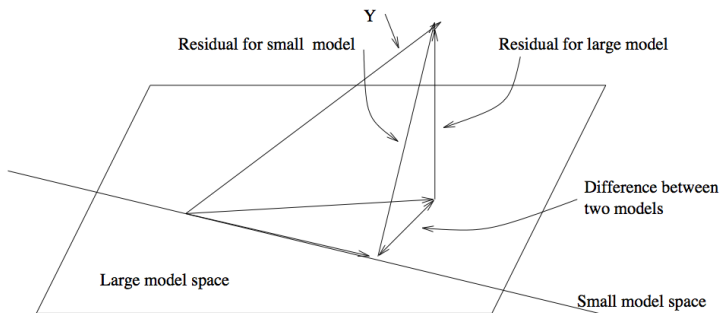 Y
Residual for small model
Residual for large model
Difference between
two models
Large model space
Small model space